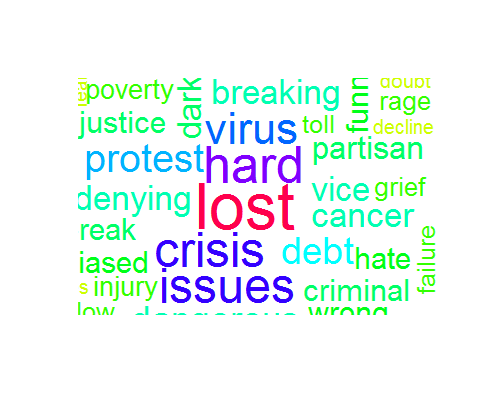 poverty dark breaking funn doubt
rage
justice virus toll decline
protest hard partisan
denying lost vice grief
reak cancer
iased crisis debt hate failure
injury issues criminal
low dangerous wrong